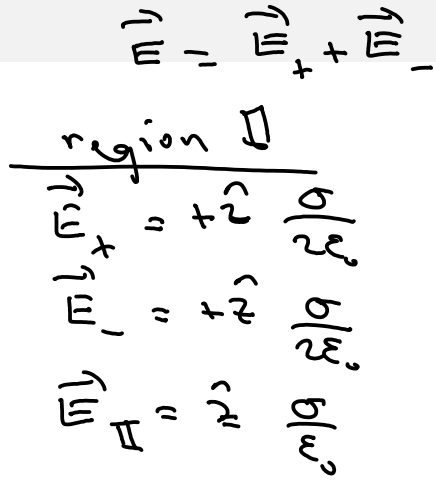 E⃗ = E⃗₊ + E⃗₋
region II
E⃗₊ = +ẑ σ/2ε₀
E⃗₋ = +ẑ σ/2ε₀
E⃗_II = ẑ σ/ε₀